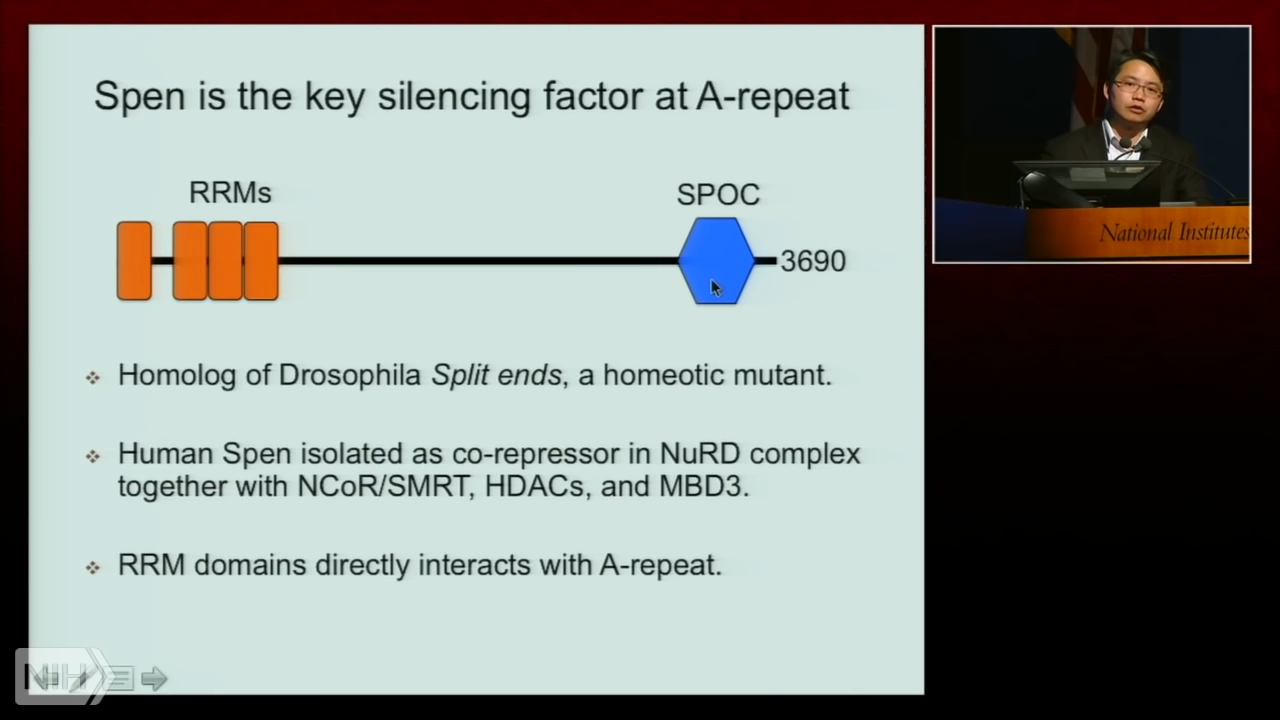 Spen is the key silencing factor at A-repeat
RRMs
SPOC
3690
Homolog of Drosophila Split ends, a homeotic mutant.
Human Spen isolated as co-repressor in NuRD complex
together with NCoR/SMRT, HDACs, and MBD3.
RRM domains directly interacts with A-repeat.
NIH
National Institutes